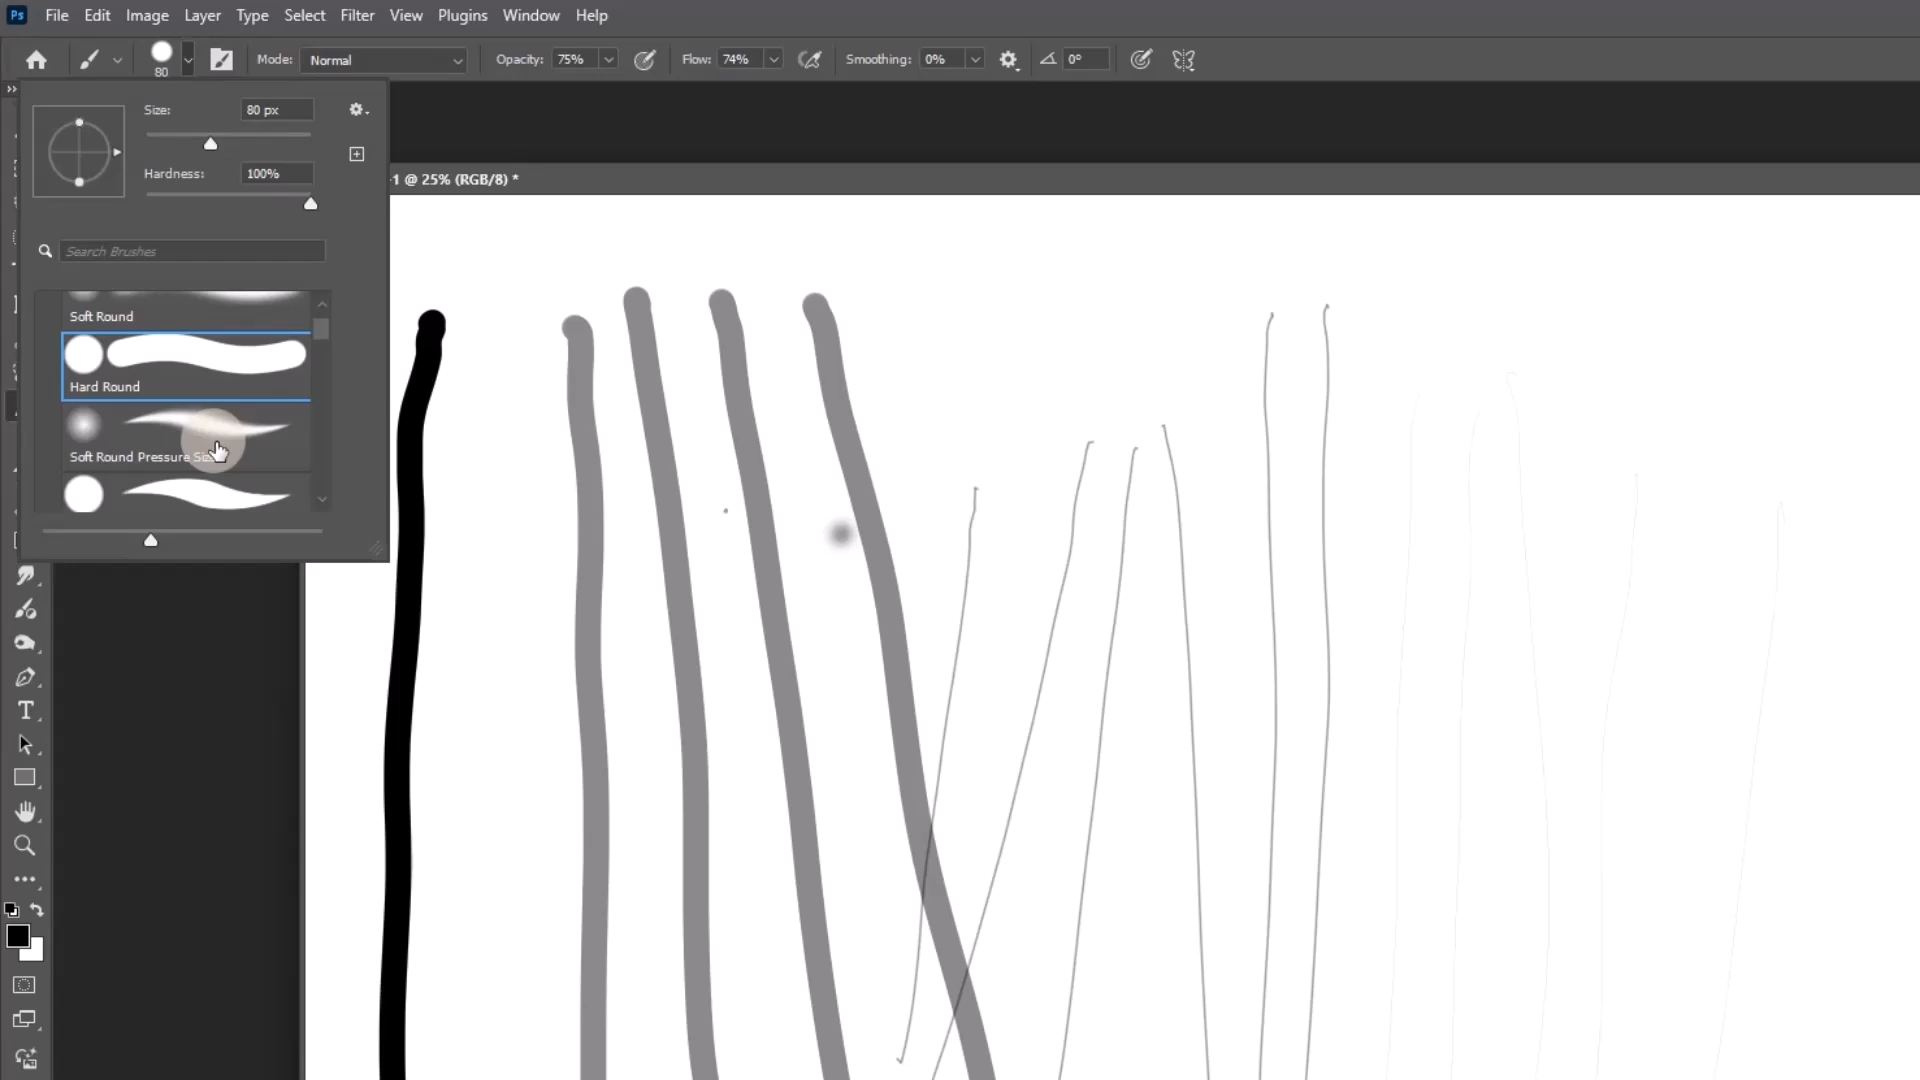 Ps File Edit Image Layer Type Select Filter View Plugins Window Help
80 Mode: Normal Opacity: 75% Flow: 74% Smoothing: 0% 0°
Size: 80 px
-1 @ 25% (RGB/8) *
Hardness: 100%
Search Brushes
Soft Round
Hard Round
Soft Round Pressure Size
T